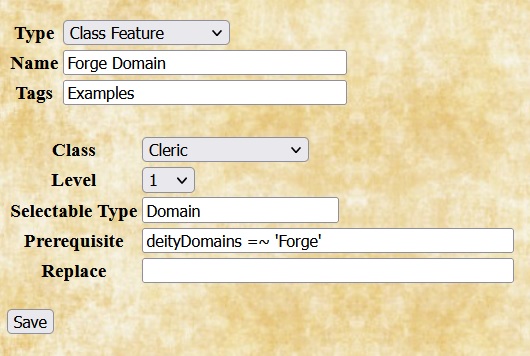 Type Class Feature
Name Forge Domain
Tags Examples
Class Cleric
Level 1
Selectable Type Domain
Prerequisite deityDomains =~ 'Forge'
Replace
Save